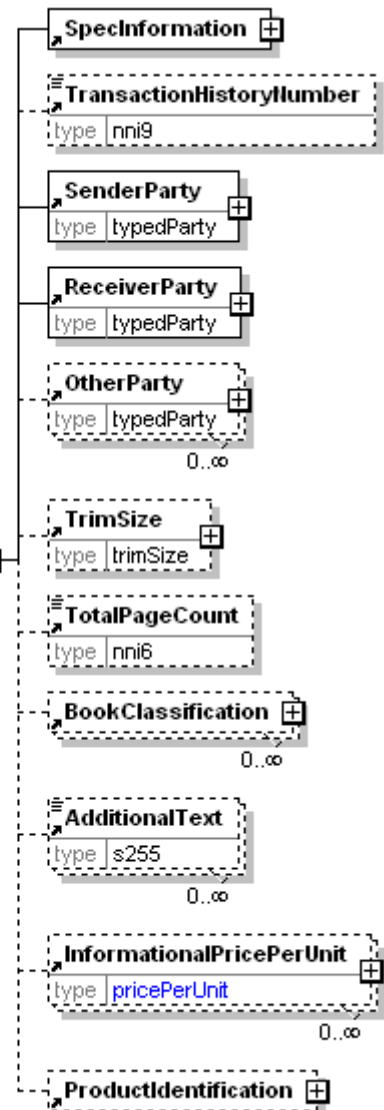 SpecInformation
TransactionHistoryNumber
type nni9
SenderParty
type typedParty
ReceiverParty
type typedParty
OtherParty
type typedParty
0..∞
TrimSize
type trimSize
TotalPageCount
type nni6
BookClassification
0..∞
AdditionalText
type s255
0..∞
InformationalPricePerUnit
type pricePerUnit
0..∞
ProductIdentification